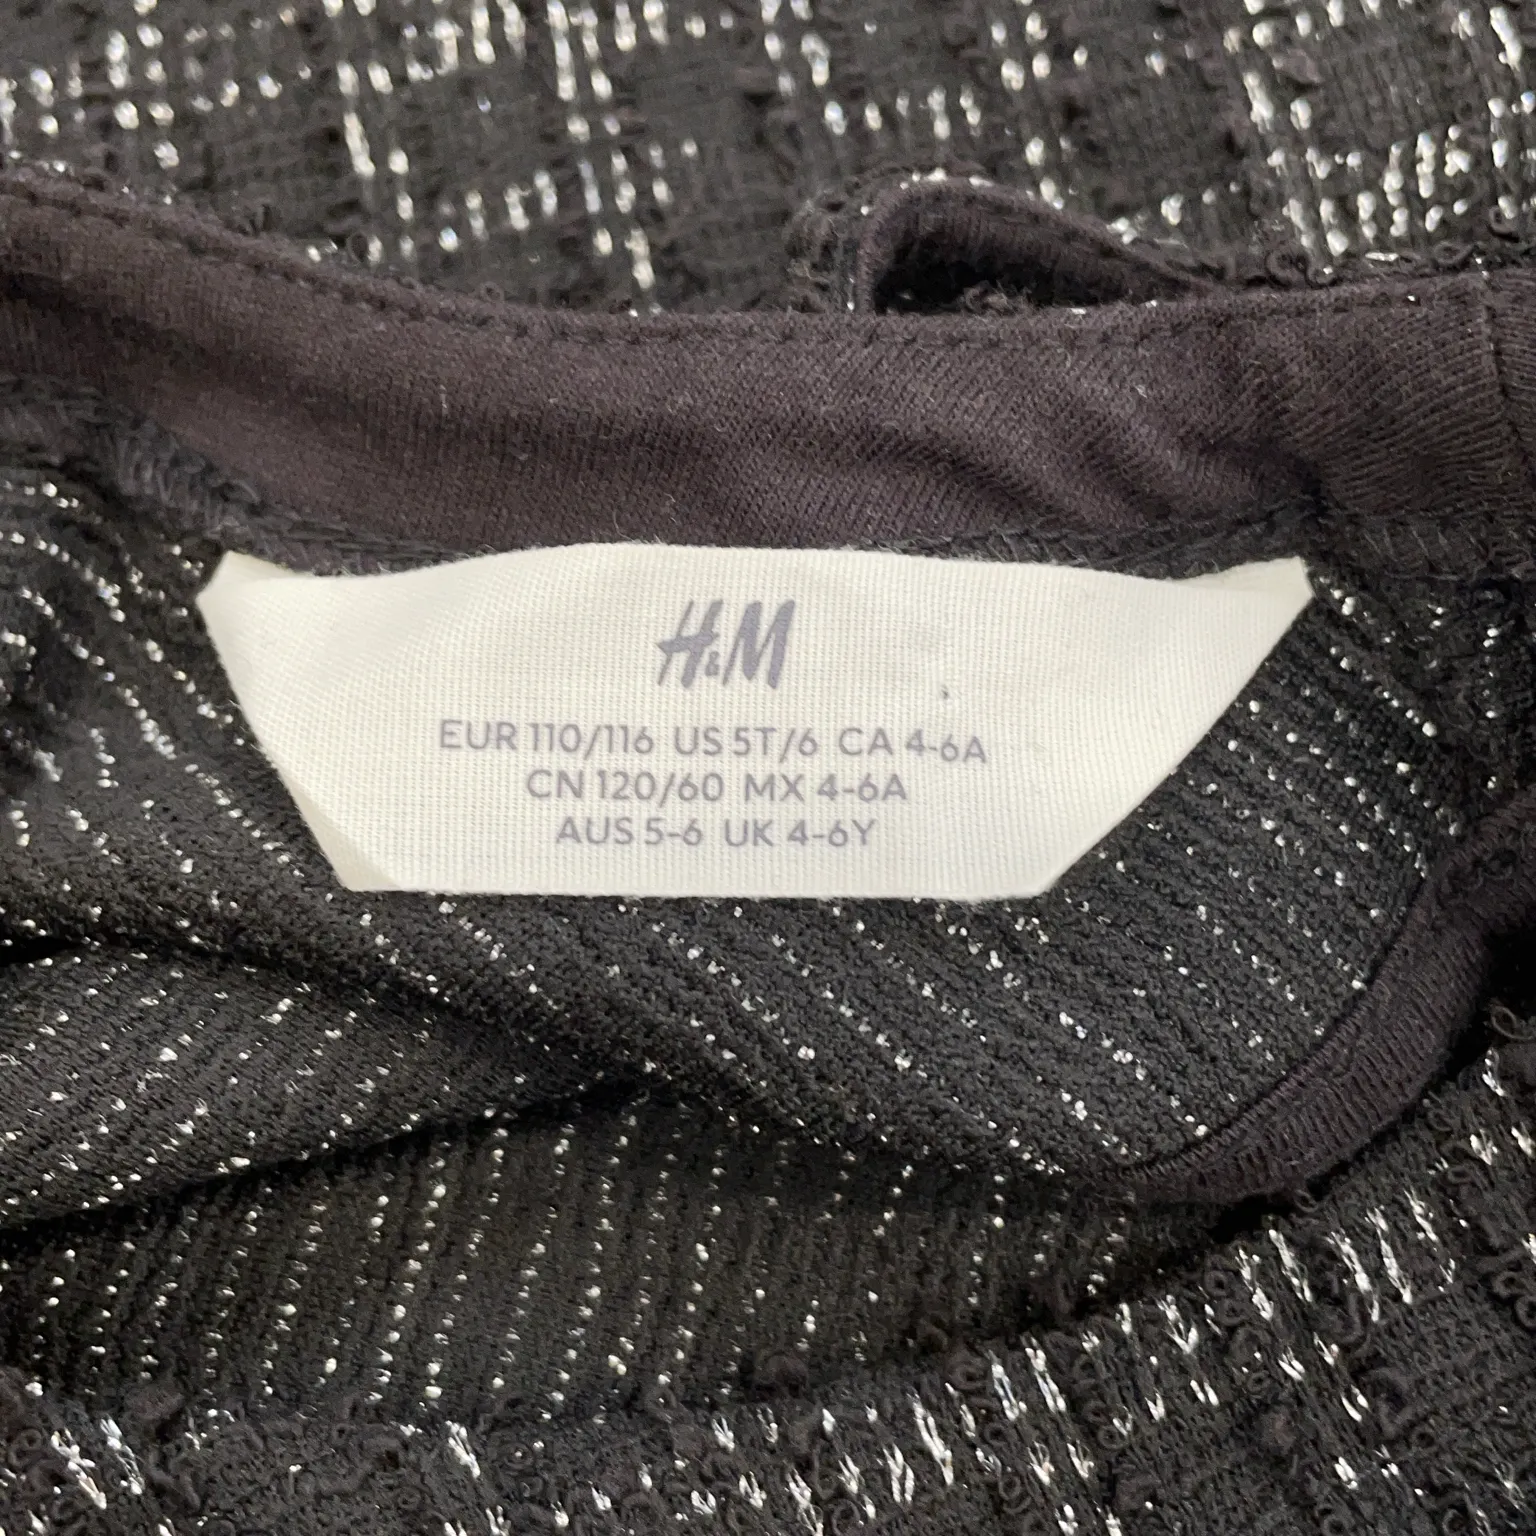 H&M
EUR 110/116 US 5T/6 CA 4-6A
CN 120/60 MX 4-6A
AUS 5-6 UK 4-6Y